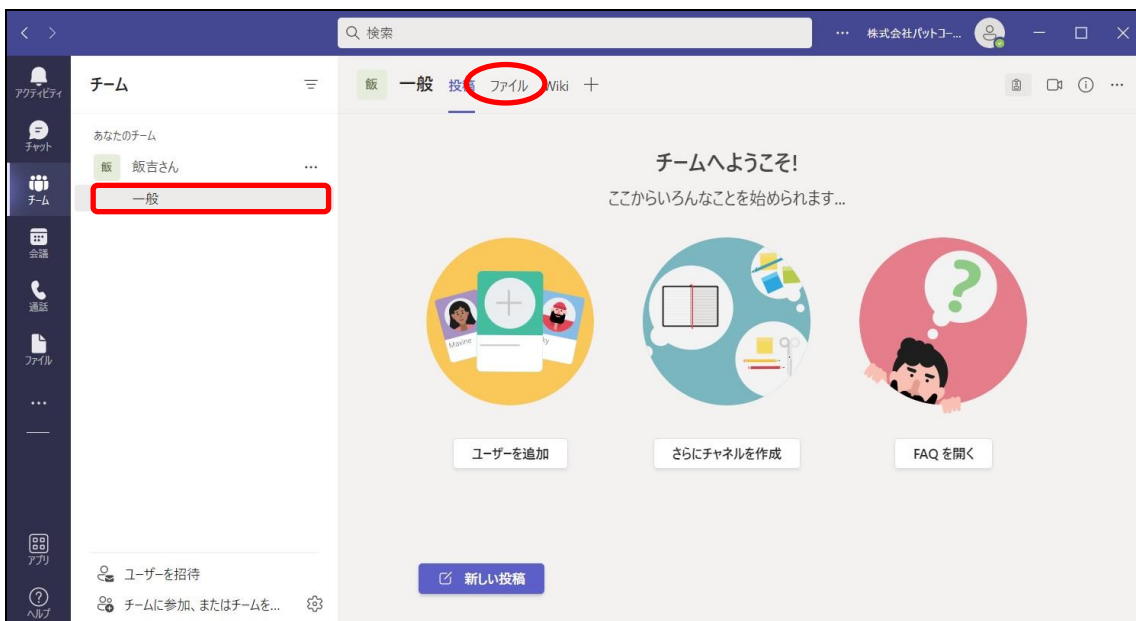 検索
… 株式会社パットコー...
アクティビティ
チャット
チーム
会議
通話
ファイル
アプリ
ヘルプ
チーム
あなたのチーム
飯 飯吉さん …
一般
ユーザーを招待
チームに参加、またはチームを...
飯 一般 投稿 ファイル Wiki +
チームへようこそ!
ここからいろんなことを始められます...
Maxine
ユーザーを追加
さらにチャネルを作成
FAQ を開く
新しい投稿